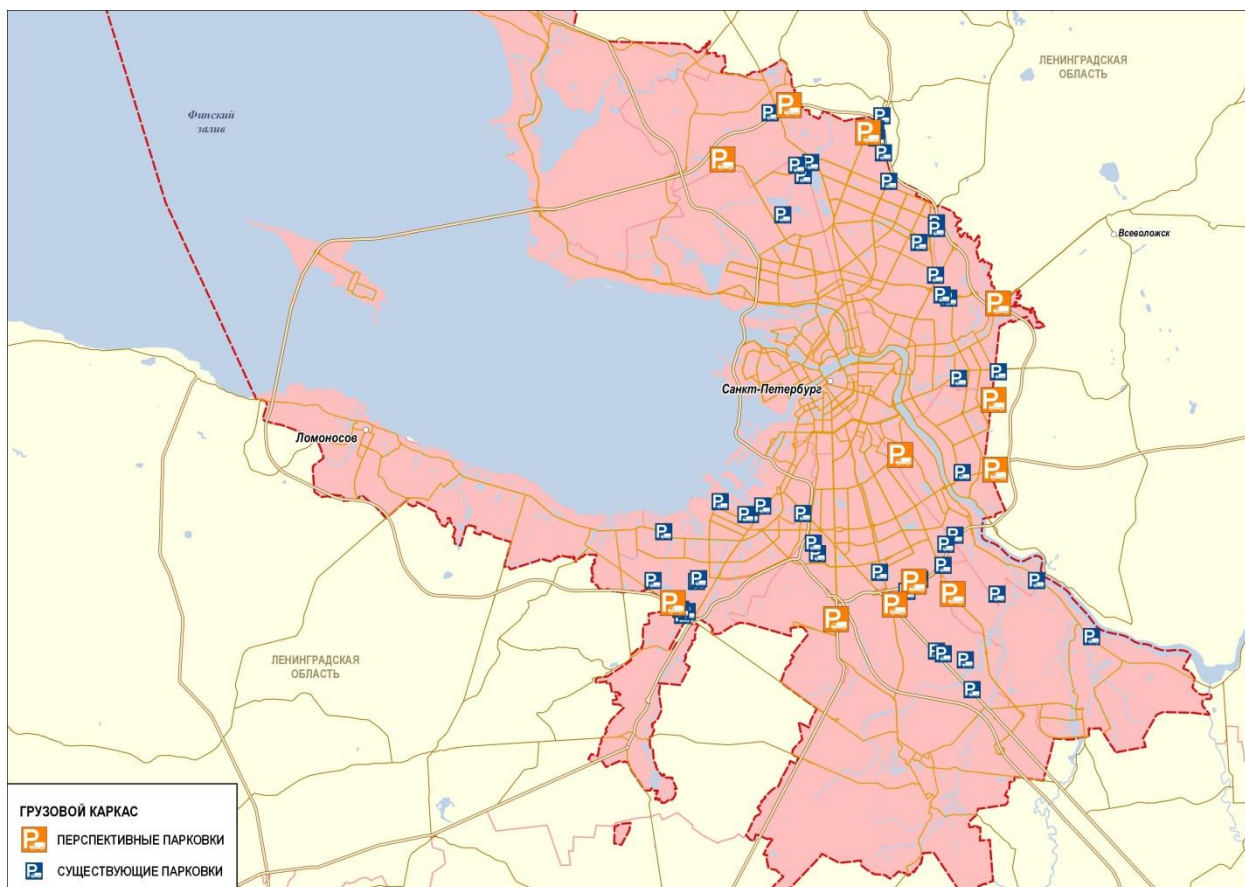 ЛЕНИНГРАДСКАЯ
ОБЛАСТЬ
Финский
залив
Всеволожск
Санкт-Петербург
Ломоносов
ЛЕНИНГРАДСКАЯ
ОБЛАСТЬ
ГРУЗОВОЙ КАРКАС
P ПЕРСПЕКТИВНЫЕ ПАРКОВКИ
P СУЩЕСТВУЮЩИЕ ПАРКОВКИ